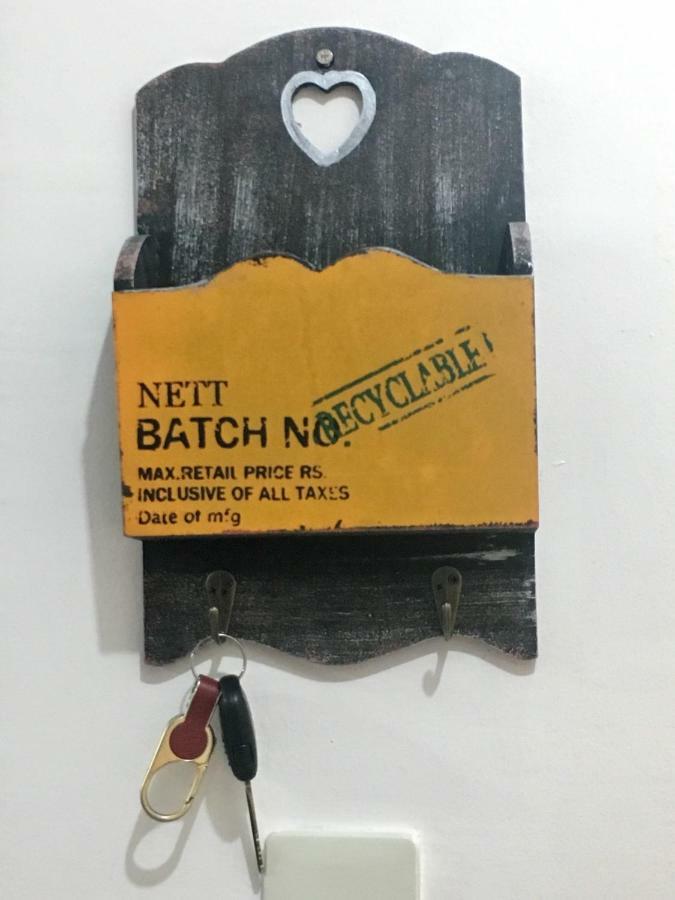 RECYCLABLE
NETT
BATCH NO.
MAX.RETAIL PRICE RS.
INCLUSIVE OF ALL TAXES
Date of mfg